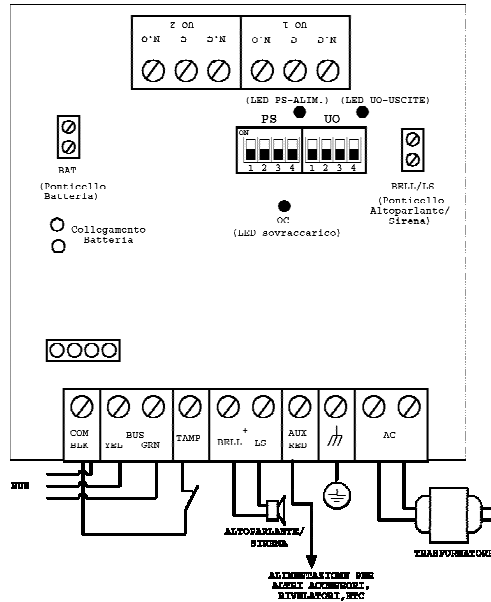 UO 2 UO 1
N.O. C N.C. N.O. C N.C.
(LED PS-ALIM.) (LED UO-USCITE)
PS UO
ON
1 2 3 4 1 2 3 4
BAT
(Ponticello
Batteria)
BELL/LS
(Ponticello
Altoparlante/
Sirena)
OC
(LED sovraccarico)
Collegamento
Batteria
COM
BLK
BUS
YEL GRN
TAMP
+
BELL LS
AUX
RED
AC
BUS
ALTOPARLANTE/
SIRENA
TRASFORMATORE
ALIMENTAZIONE PER
ALTRI ACCESSORI,
RIVELATORI,ETC